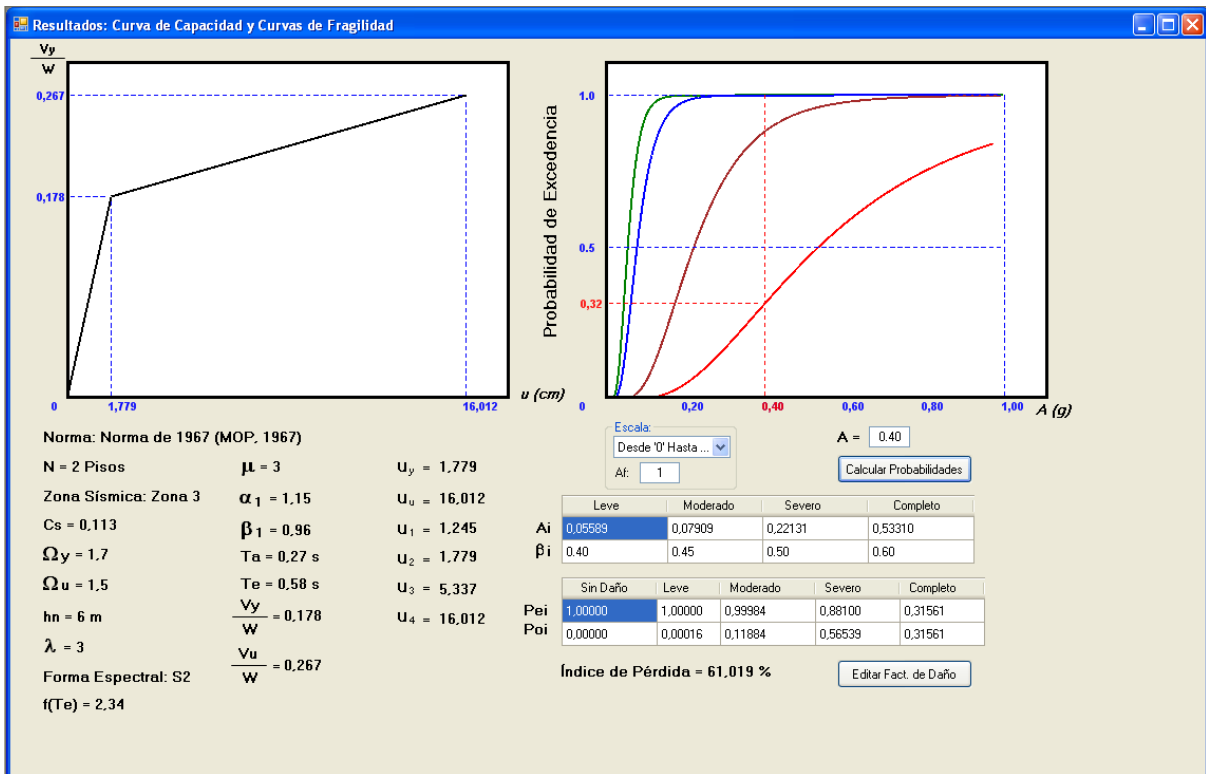 Resultados: Curva de Capacidad y Curvas de Fragilidad
Vy
W
0,267
0,178
0
1,779
16,012
u (cm)
Probabilidad de Excedencia
1.0
0.5
0,32
0
0,20
0,40
0,60
0,80
1,00
A (g)
Norma: Norma de 1967 (MOP, 1967)
N = 2 Pisos
Zona Sísmica: Zona 3
Cs = 0,113
Ωy = 1,7
Ωu = 1,5
hn = 6 m
λ = 3
Forma Espectral: S2
f(Te) = 2,34
μ = 3
α1 = 1,15
β1 = 0,96
Ta = 0,27 s
Te = 0,58 s
Vy
W = 0,178
Vu
W = 0,267
uy = 1,779
uu = 16,012
u1 = 1,245
u2 = 1,779
u3 = 5,337
u4 = 16,012
Escala:
Desde '0' Hasta ...
Af: 1
A = 0.40
Calcular Probabilidades
Leve Moderado Severo Completo
Ai 0,05589 0,07909 0,22131 0,53310
βi 0.40 0.45 0.50 0.60
Sin Daño Leve Moderado Severo Completo
Pei 1,00000 1,00000 0,99984 0,88100 0,31561
Poi 0,00000 0,00016 0,11884 0,56539 0,31561
Índice de Pérdida = 61,019 %
Editar Fact. de Daño